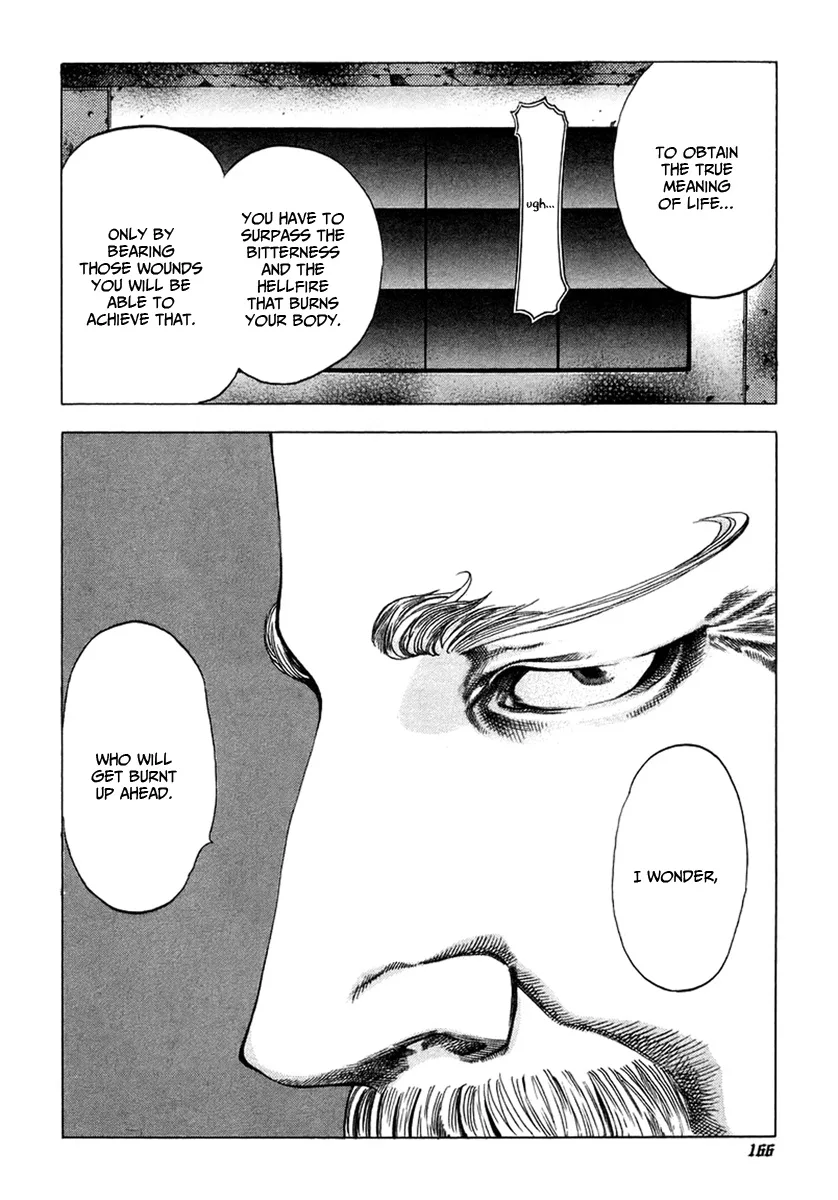 TO OBTAIN
THE TRUE
MEANING
OF LIFE...
ugh...
YOU HAVE TO
SURPASS THE
BITTERNESS
AND THE
HELLFIRE
THAT BURNS
YOUR BODY.
ONLY BY
BEARING
THOSE WOUNDS
YOU WILL BE
ABLE TO
ACHIEVE THAT.
I WONDER,
WHO WILL
GET BURNT
UP AHEAD.
166